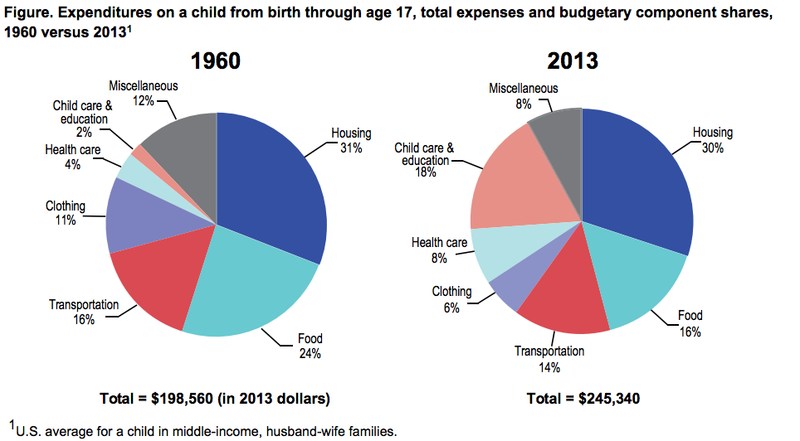 Figure. Expenditures on a child from birth through age 17, total expenses and budgetary component shares,
1960 versus 2013¹
1960
Miscellaneous
12%
Child care &
education
2%
Health care
4%
Clothing
11%
Transportation
16%
Food
24%
Housing
31%
Total = $198,560 (in 2013 dollars)
2013
Miscellaneous
8%
Child care &
education
18%
Health care
8%
Clothing
6%
Transportation
14%
Food
16%
Housing
30%
Total = $245,340
¹U.S. average for a child in middle-income, husband-wife families.